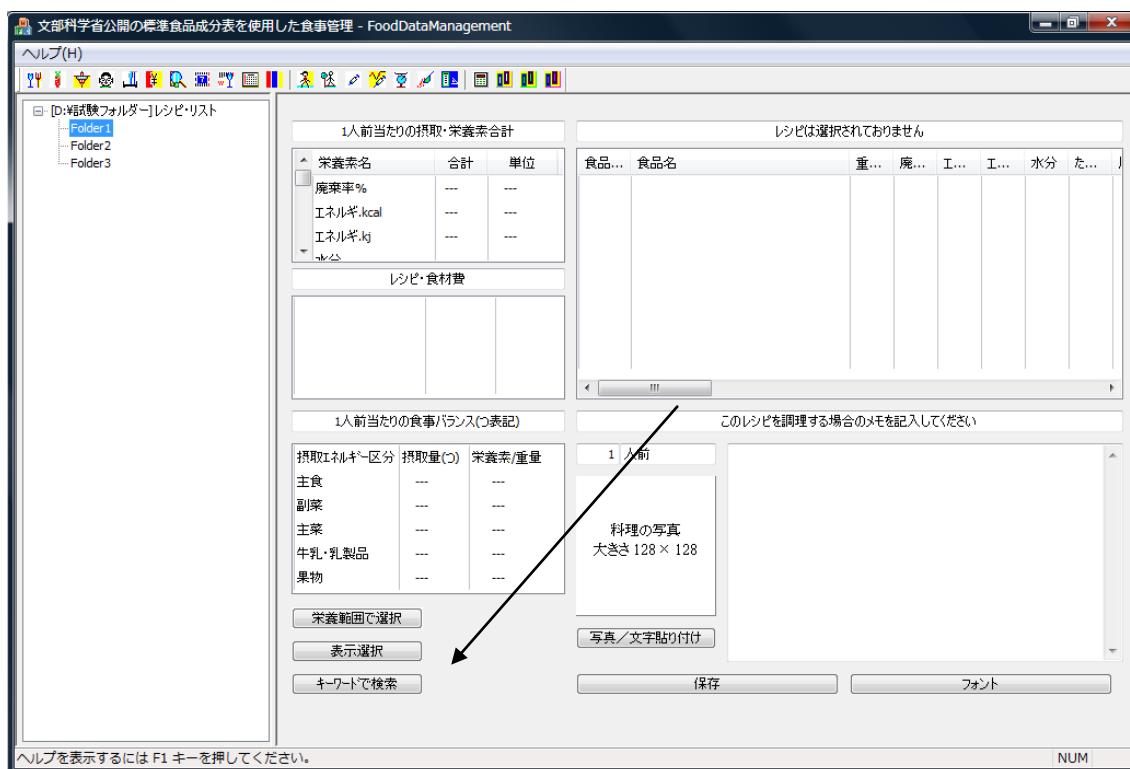 文部科学省公開の標準食品成分表を使用した食事管理 - FoodDataManagement
ヘルプ(H)
[D:¥試験フォルダー]レシピ・リスト
Folder1
Folder2
Folder3
1人前当たりの摂取・栄養素合計
栄養素名 合計 単位
廃棄率% --- ---
エネルギ.kcal --- ---
エネルギ.kj --- ---
水分
レシピ・食材費
1人前当たりの食事バランス(つ表記)
摂取エネルギー区分 摂取量(つ) 栄養素/重量
主食 --- ---
副菜 --- ---
主菜 --- ---
牛乳・乳製品 --- ---
果物 --- ---
栄養範囲で選択
表示選択
キーワードで検索
レシピは選択されておりません
食品... 食品名 重... 廃... エ... エ... 水分 た...
このレシピを調理する場合のメモを記入してください
1 人前
料理の写真
大きさ 128 × 128
写真／文字貼り付け
保存 フォント
ヘルプを表示するには F1 キーを押してください。 NUM